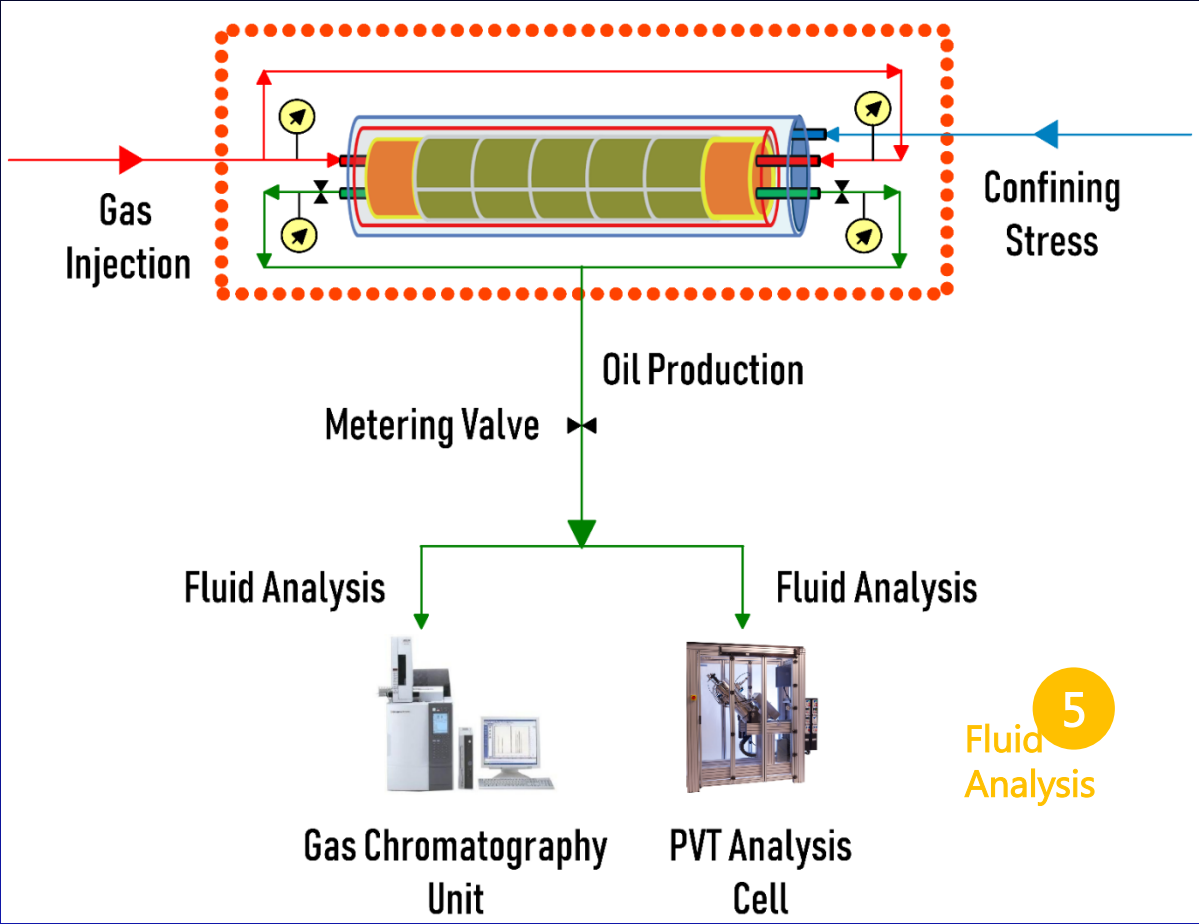 Gas
Injection
Confining
Stress
Oil Production
Metering Valve
Fluid Analysis
Fluid Analysis
5
Fluid
Analysis
Gas Chromatography
Unit
PVT Analysis
Cell